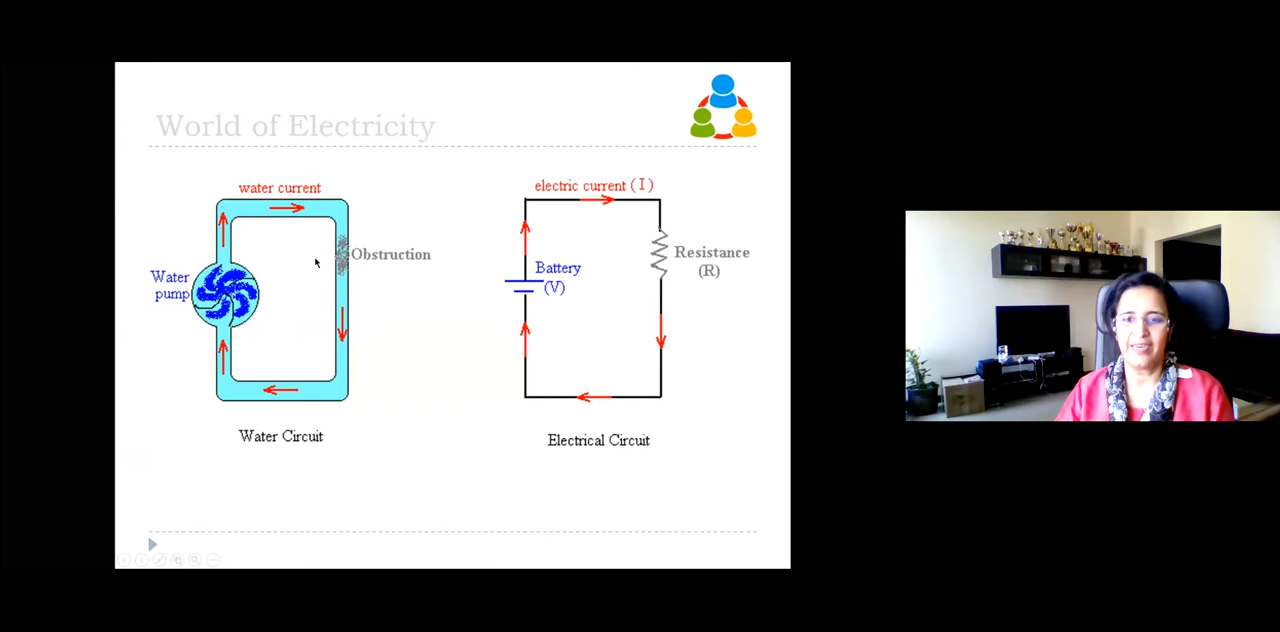 World of Electricity
water current
Obstruction
Water
pump
Water Circuit
electric current ( I )
Battery
(V)
Resistance
(R)
Electrical Circuit